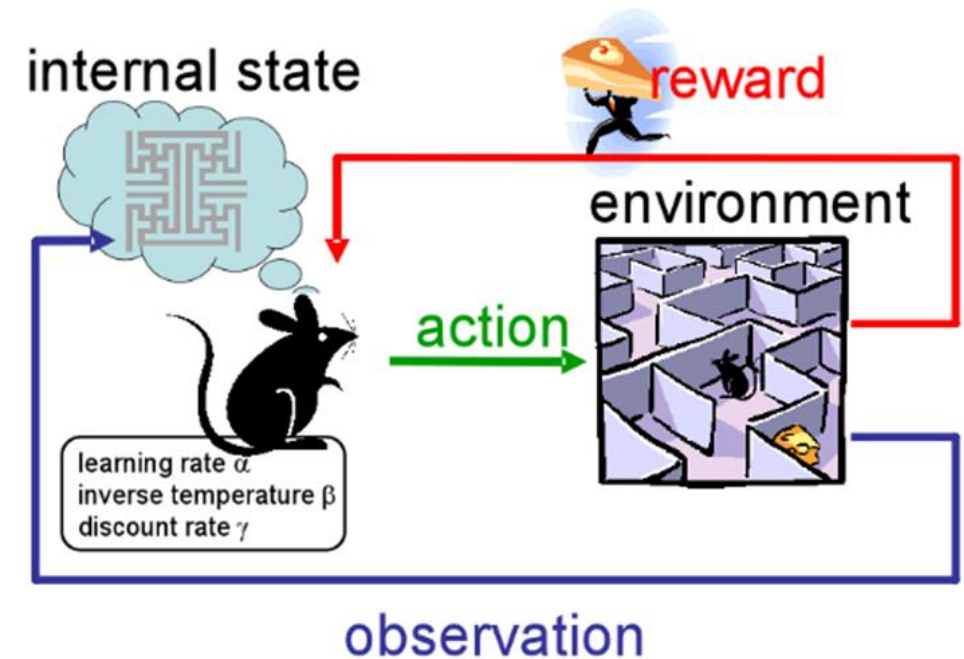 internal state
reward
environment
action
learning rate α
inverse temperature β
discount rate γ
observation